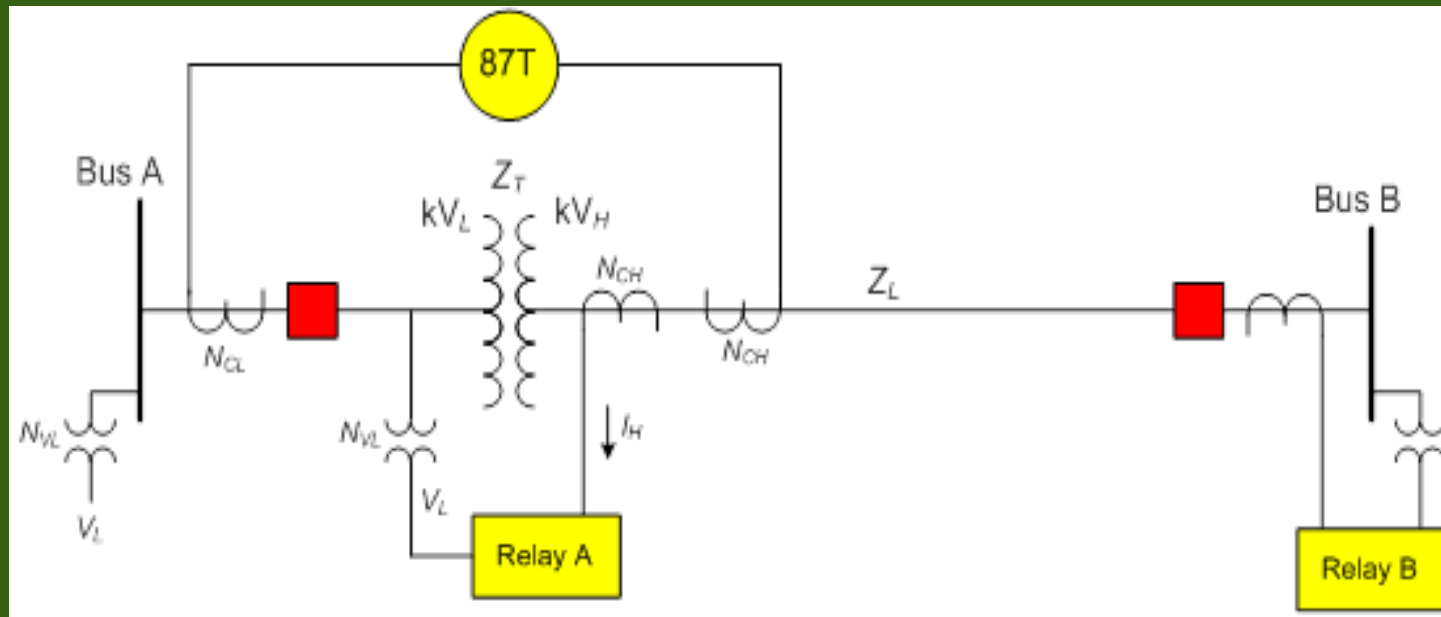 87T
Bus A
Z_T
kV_L
kV_H
Bus B
N_CH
Z_L
N_CL
N_CH
N_VL
N_VL
I_H
V_L
V_L
Relay A
Relay B